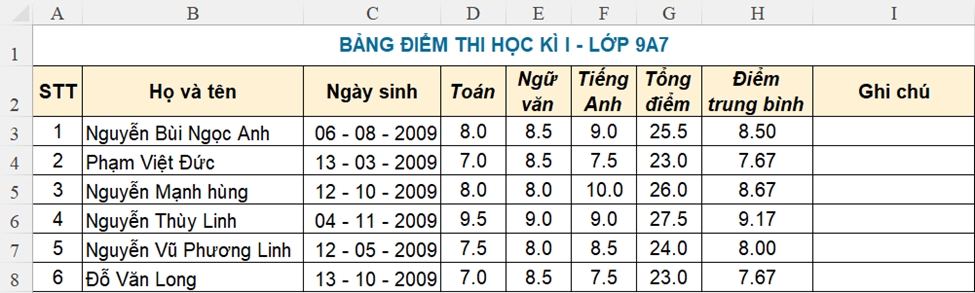 A B C D E F G H I
1 BẢNG ĐIỂM THI HỌC KÌ I - LỚP 9A7
2 STT Họ và tên Ngày sinh Toán Ngữ văn Tiếng Anh Tổng điểm Điểm trung bình Ghi chú
3 1 Nguyễn Bùi Ngọc Anh 06 - 08 - 2009 8.0 8.5 9.0 25.5 8.50
4 2 Phạm Việt Đức 13 - 03 - 2009 7.0 8.5 7.5 23.0 7.67
5 3 Nguyễn Mạnh hùng 12 - 10 - 2009 8.0 8.0 10.0 26.0 8.67
6 4 Nguyễn Thùy Linh 04 - 11 - 2009 9.5 9.0 9.0 27.5 9.17
7 5 Nguyễn Vũ Phương Linh 12 - 05 - 2009 7.5 8.0 8.5 24.0 8.00
8 6 Đỗ Văn Long 13 - 10 - 2009 7.0 8.5 7.5 23.0 7.67